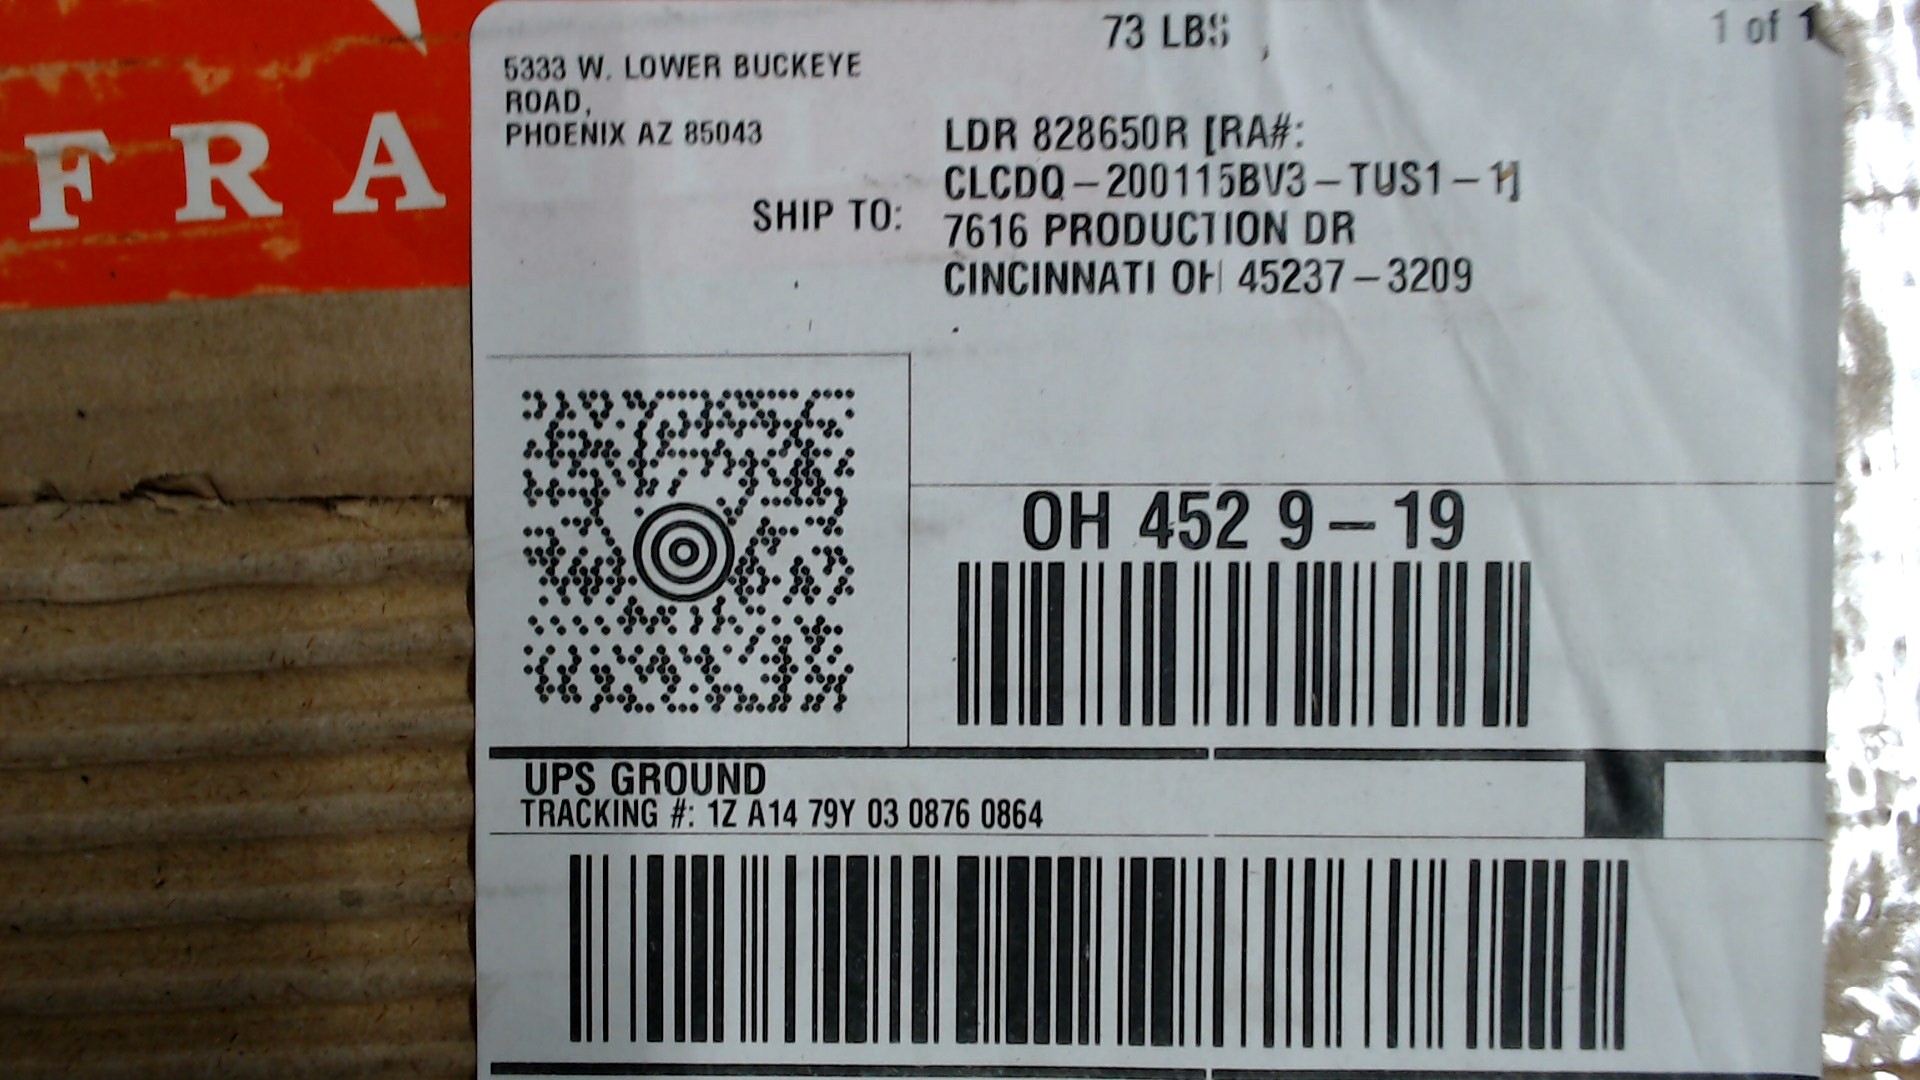 FRA
73 LBS
1 of 1
5333 W. LOWER BUCKEYE
ROAD,
PHOENIX AZ 85043
SHIP TO:
LDR 828650R [RA#:
CLCDQ-200115BV3-TUS1-1]
7616 PRODUCTION DR
CINCINNATI OH 45237-3209
OH 452 9-19
UPS GROUND
TRACKING #: 1Z A14 79Y 03 0876 0864